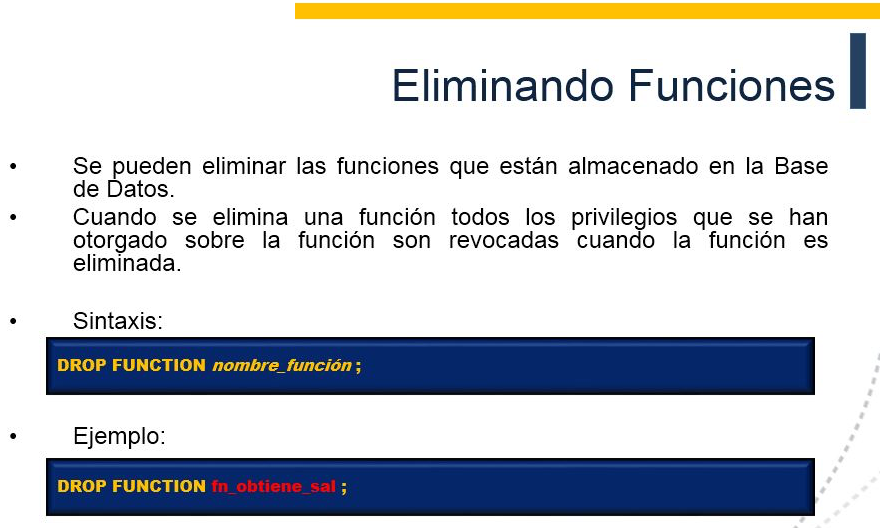 Eliminando Funciones
• Se pueden eliminar las funciones que están almacenado en la Base
de Datos.
• Cuando se elimina una función todos los privilegios que se han
otorgado sobre la función son revocadas cuando la función es
eliminada.
• Sintaxis:
DROP FUNCTION nombre_función ;
• Ejemplo:
DROP FUNCTION fn_obtiene_sal ;